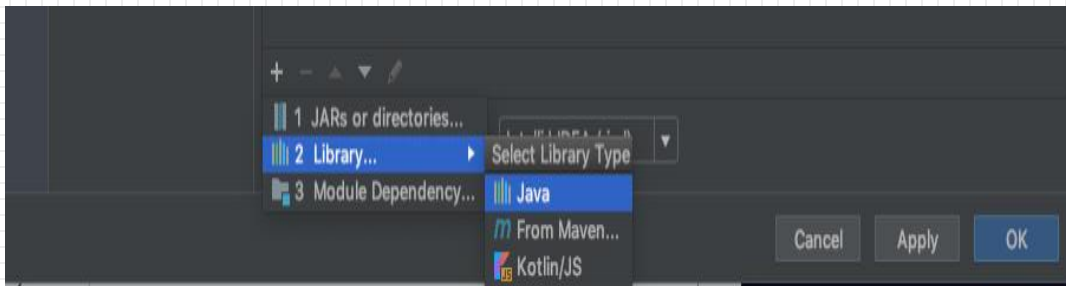 1 JARs or directories...
2 Library...
Select Library Type
3 Module Dependency...
Java
From Maven...
Kotlin/JS
Cancel Apply OK